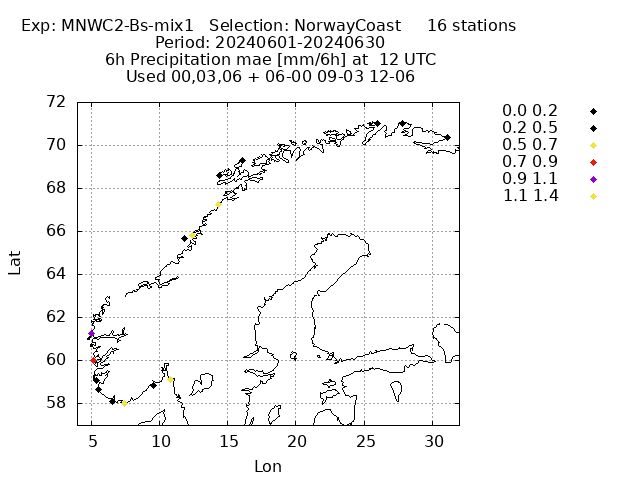 Exp: MNWC2-Bs-mix1 Selection: NorwayCoast 16 stations
Period: 20240601-20240630
6h Precipitation mae [mm/6h] at 12 UTC
Used 00,03,06 + 06-00 09-03 12-06
0.0 0.2
0.2 0.5
0.5 0.7
0.7 0.9
0.9 1.1
1.1 1.4
72
70
68
66
64
62
60
58
Lat
5 10 15 20 25 30
Lon